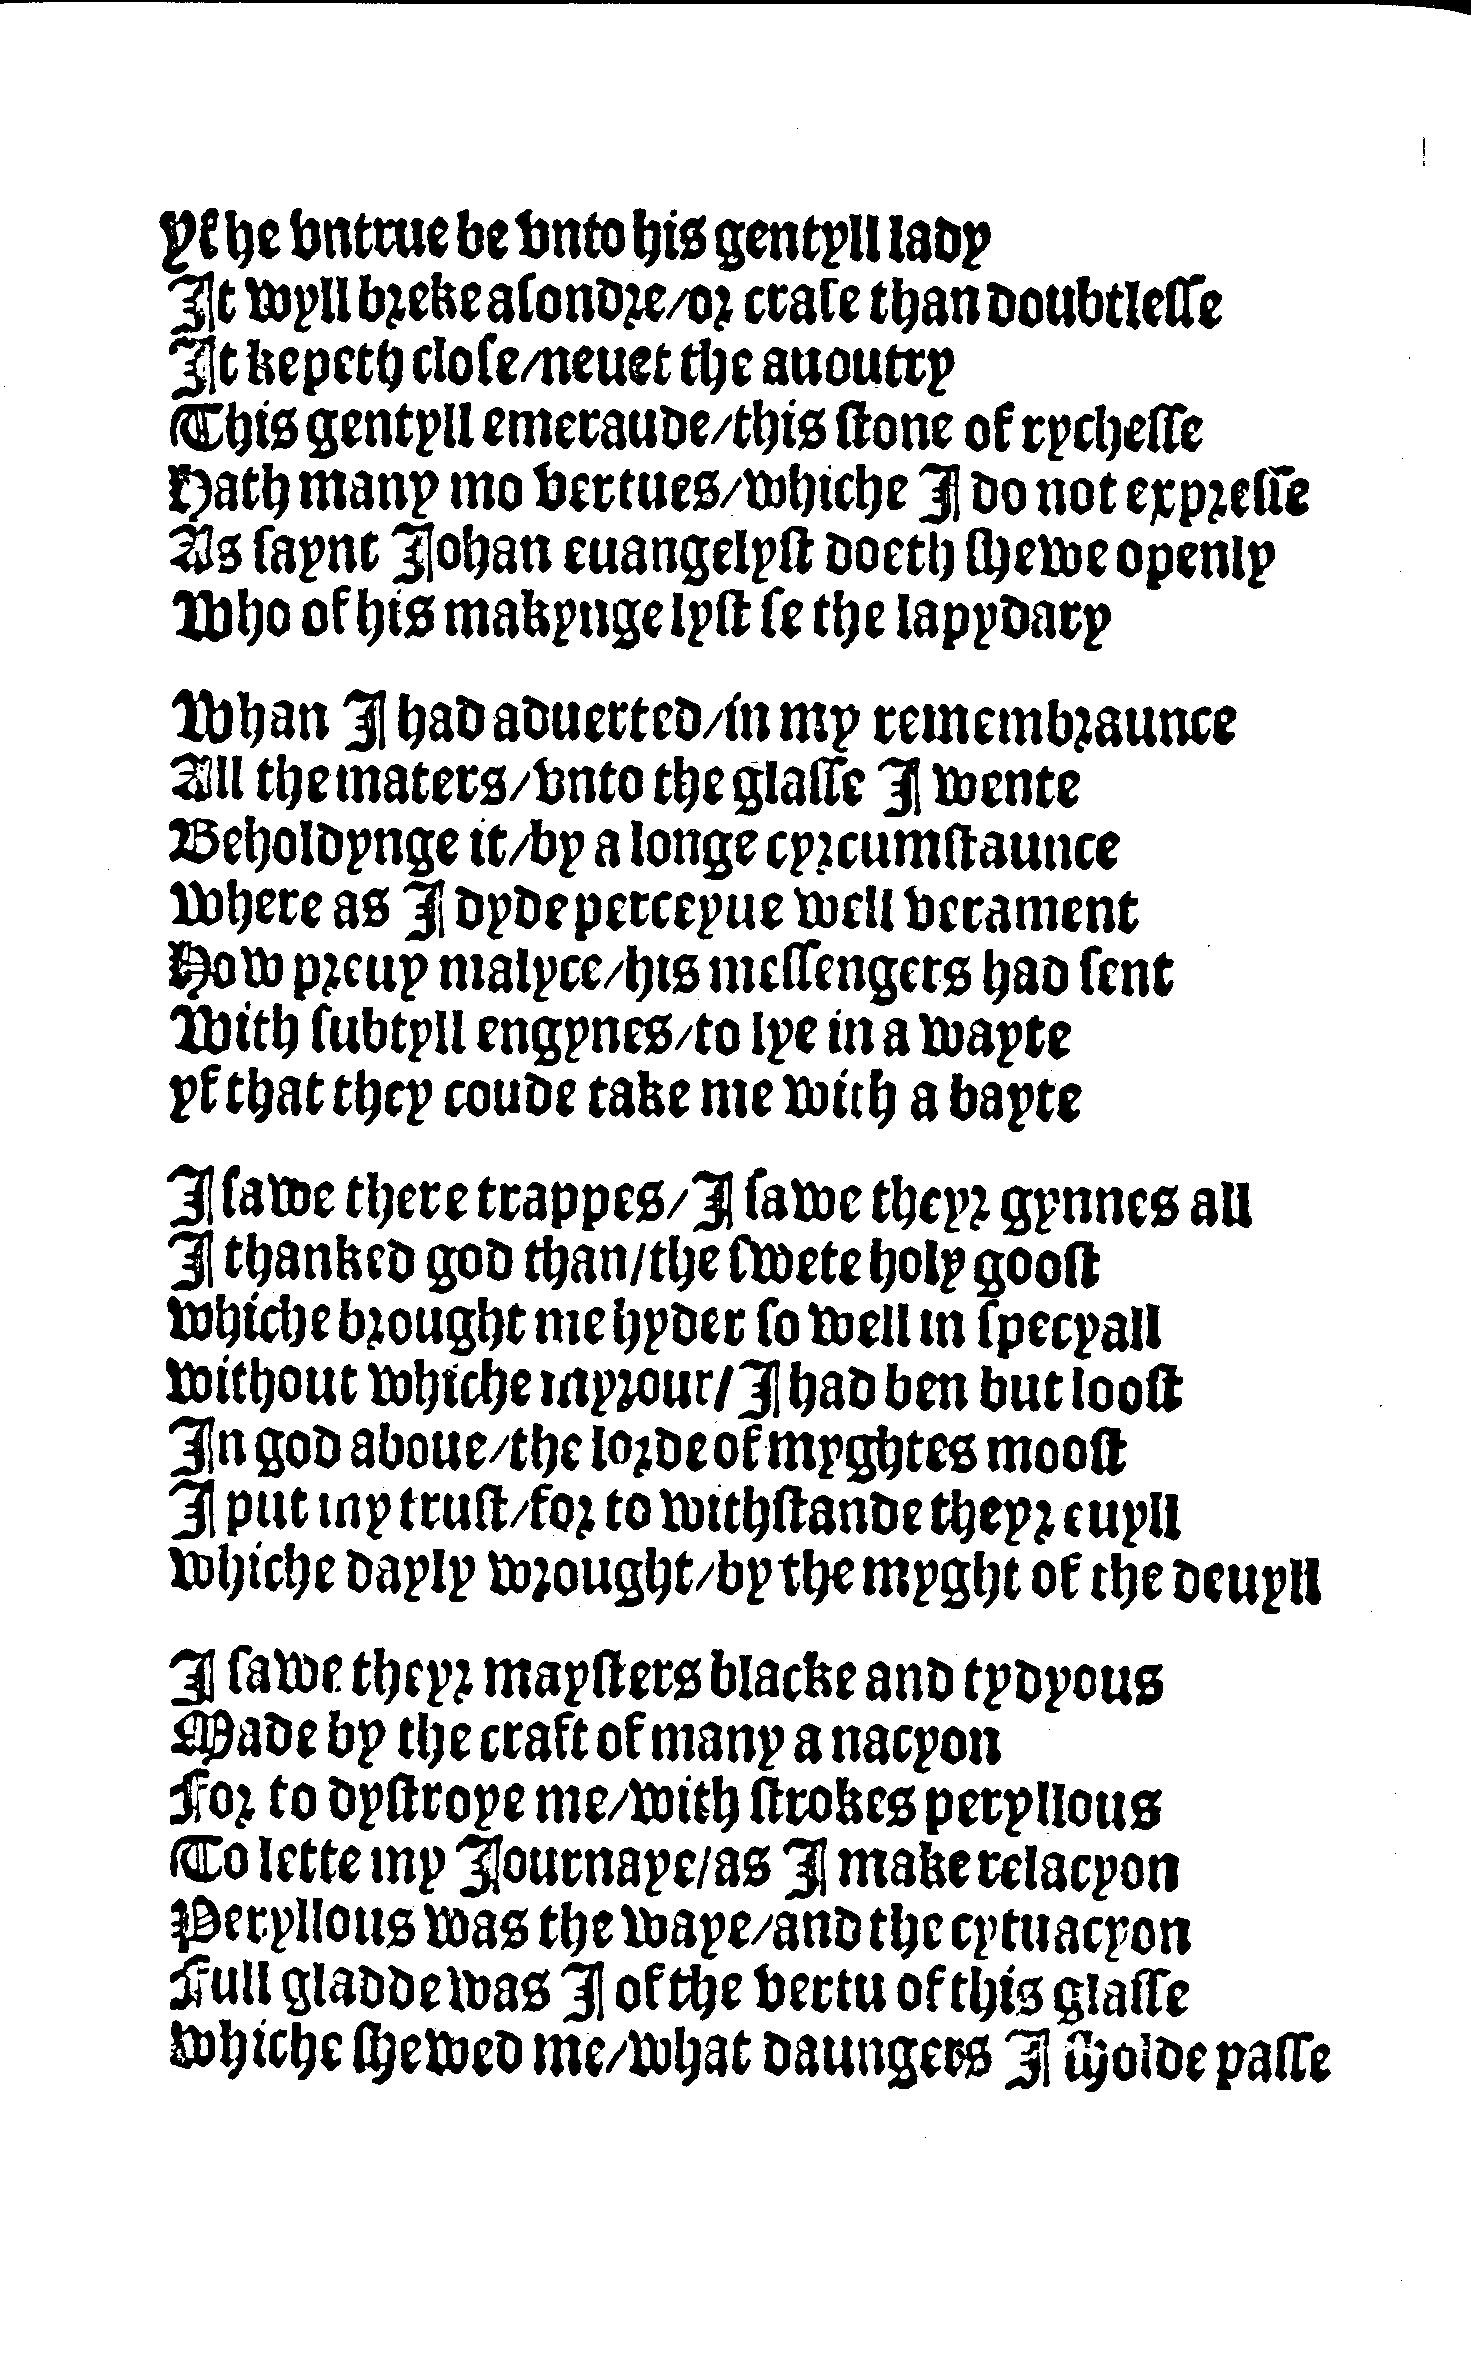 Yf he vntrue be vnto his gentyll lady
It wyll breke aſondre/or craſe than doubtleſſe
It kepeth cloſe/neuet the auoutry
This gentyll emeraude/this ſtone of rycheſſe
Hath many mo vertues/whiche I do not expreſſe
As ſaynt Johan euangelyſt doeth ſhewe openly
Who of his makynge lyſt ſe the lapydary

Whan I had aduerted/in my remembraunce
All the maters/vnto the glaſſe I wente
Beholdynge it/by a longe cyrcumſtaunce
Where as I dyde perceyue well verament
How preuy malyce/his meſſengers had ſent
With ſubtyll engynes/to lye in a wayte
yf that they coude take me with a bayte

I ſawe there trappes/I ſawe theyr gynnes all
I thanked god than/the ſwete holy gooſt
whiche brought me hyder ſo well in ſpecyall
without whiche myrour/I had ben but looſt
In god aboue/the lorde of myghtes mooſt
I put my truſt/for to withſtande theyr euyll
whiche dayly wrought/by the myght of the deuyll

I ſawe theyr mayſters blacke and tydyous
Made by the craft of many a nacyon
For to dyſtroye me/with ſtrokes peryllous
To lette my Journaye/as I make relacyon
Peryllous was the waye/and the cytuacyon
Full gladde was I of the vertu of this glaſſe
whiche ſhewed me/what daungers I ſholde paſſe